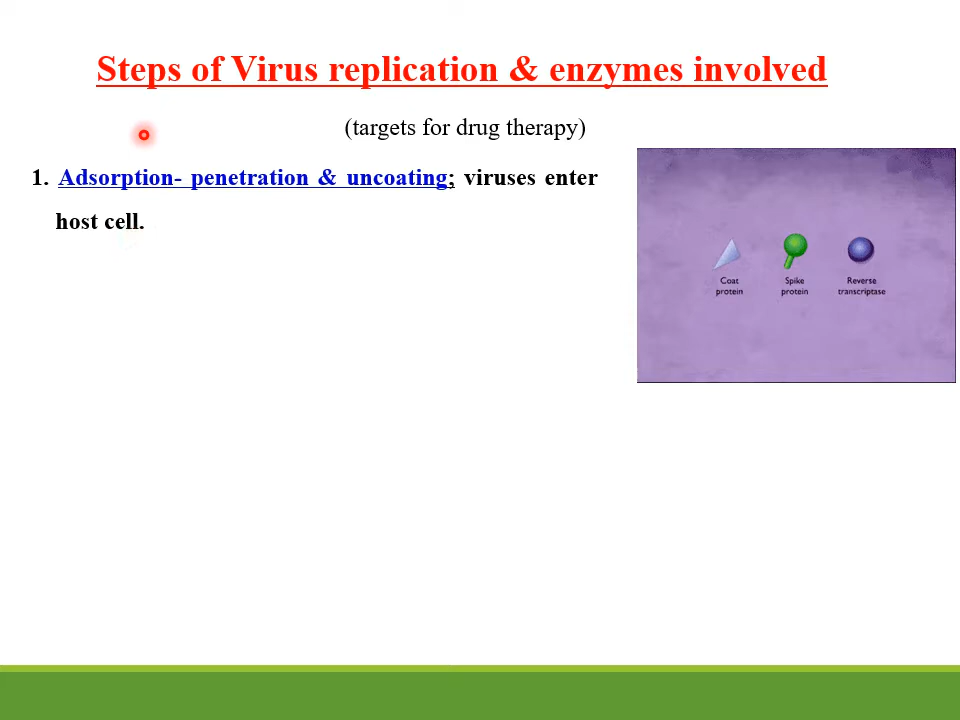 Steps of Virus replication & enzymes involved
(targets for drug therapy)
1. Adsorption- penetration & uncoating; viruses enter
host cell.
Coat
protein
Spike
protein
Reverse
transcriptase